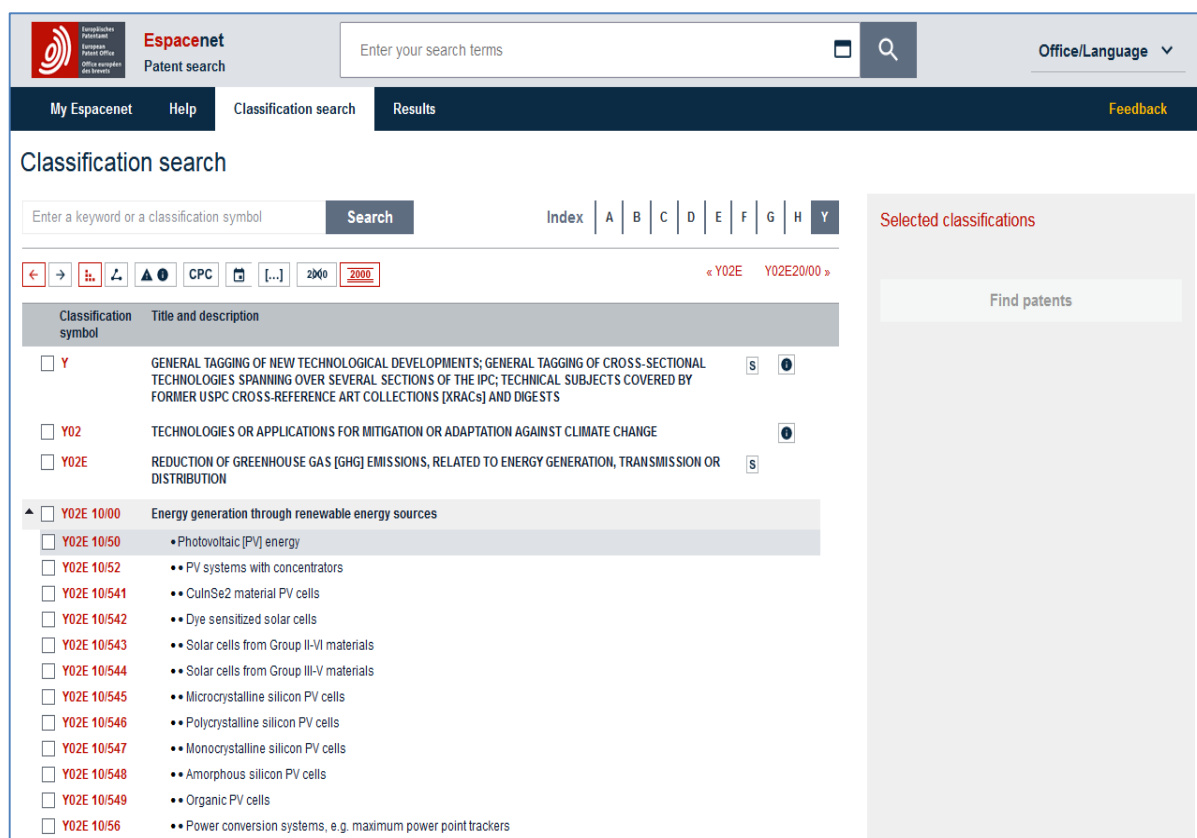 Europäisches
Patentamt
European
Patent Office
Office européen
des brevets
Espacenet
Patent search
Enter your search terms
Office/Language
My Espacenet Help Classification search Results Feedback
Classification search
Enter a keyword or a classification symbol Search Index A B C D E F G H Y
Selected classifications
CPC [...] 2000 2000 « Y02E Y02E20/00 »
Find patents
Classification symbol Title and description
Y GENERAL TAGGING OF NEW TECHNOLOGICAL DEVELOPMENTS; GENERAL TAGGING OF CROSS-SECTIONAL S
TECHNOLOGIES SPANNING OVER SEVERAL SECTIONS OF THE IPC; TECHNICAL SUBJECTS COVERED BY
FORMER USPC CROSS-REFERENCE ART COLLECTIONS [XRACs] AND DIGESTS
Y02 TECHNOLOGIES OR APPLICATIONS FOR MITIGATION OR ADAPTATION AGAINST CLIMATE CHANGE
Y02E REDUCTION OF GREENHOUSE GAS [GHG] EMISSIONS, RELATED TO ENERGY GENERATION, TRANSMISSION OR S
DISTRIBUTION
Y02E 10/00 Energy generation through renewable energy sources
Y02E 10/50 • Photovoltaic [PV] energy
Y02E 10/52 •• PV systems with concentrators
Y02E 10/541 •• CuInSe2 material PV cells
Y02E 10/542 •• Dye sensitized solar cells
Y02E 10/543 •• Solar cells from Group II-VI materials
Y02E 10/544 •• Solar cells from Group III-V materials
Y02E 10/545 •• Microcrystalline silicon PV cells
Y02E 10/546 •• Polycrystalline silicon PV cells
Y02E 10/547 •• Monocrystalline silicon PV cells
Y02E 10/548 •• Amorphous silicon PV cells
Y02E 10/549 •• Organic PV cells
Y02E 10/56 •• Power conversion systems, e.g. maximum power point trackers